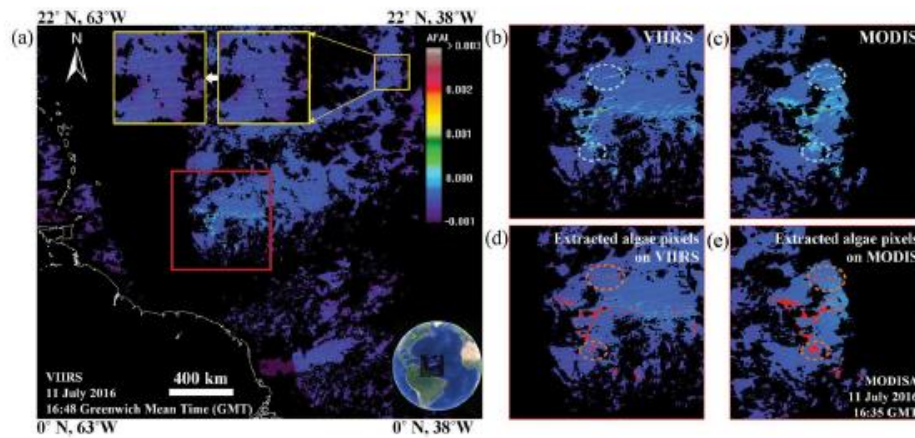 22° N, 63°W
22° N, 38°W
(a)
N
AFAI
> 0.003
0.002
0.001
0.000
-0.001
VIIRS
11 July 2016
16:48 Greenwich Mean Time (GMT)
400 km
0° N, 63°W
0° N, 38°W
(b)
VIIRS
(c)
MODIS
(d)
Extracted algae pixels
on VIIRS
(e)
Extracted algae pixels
on MODIS
MODISA
11 July 2016
16:35 GMT